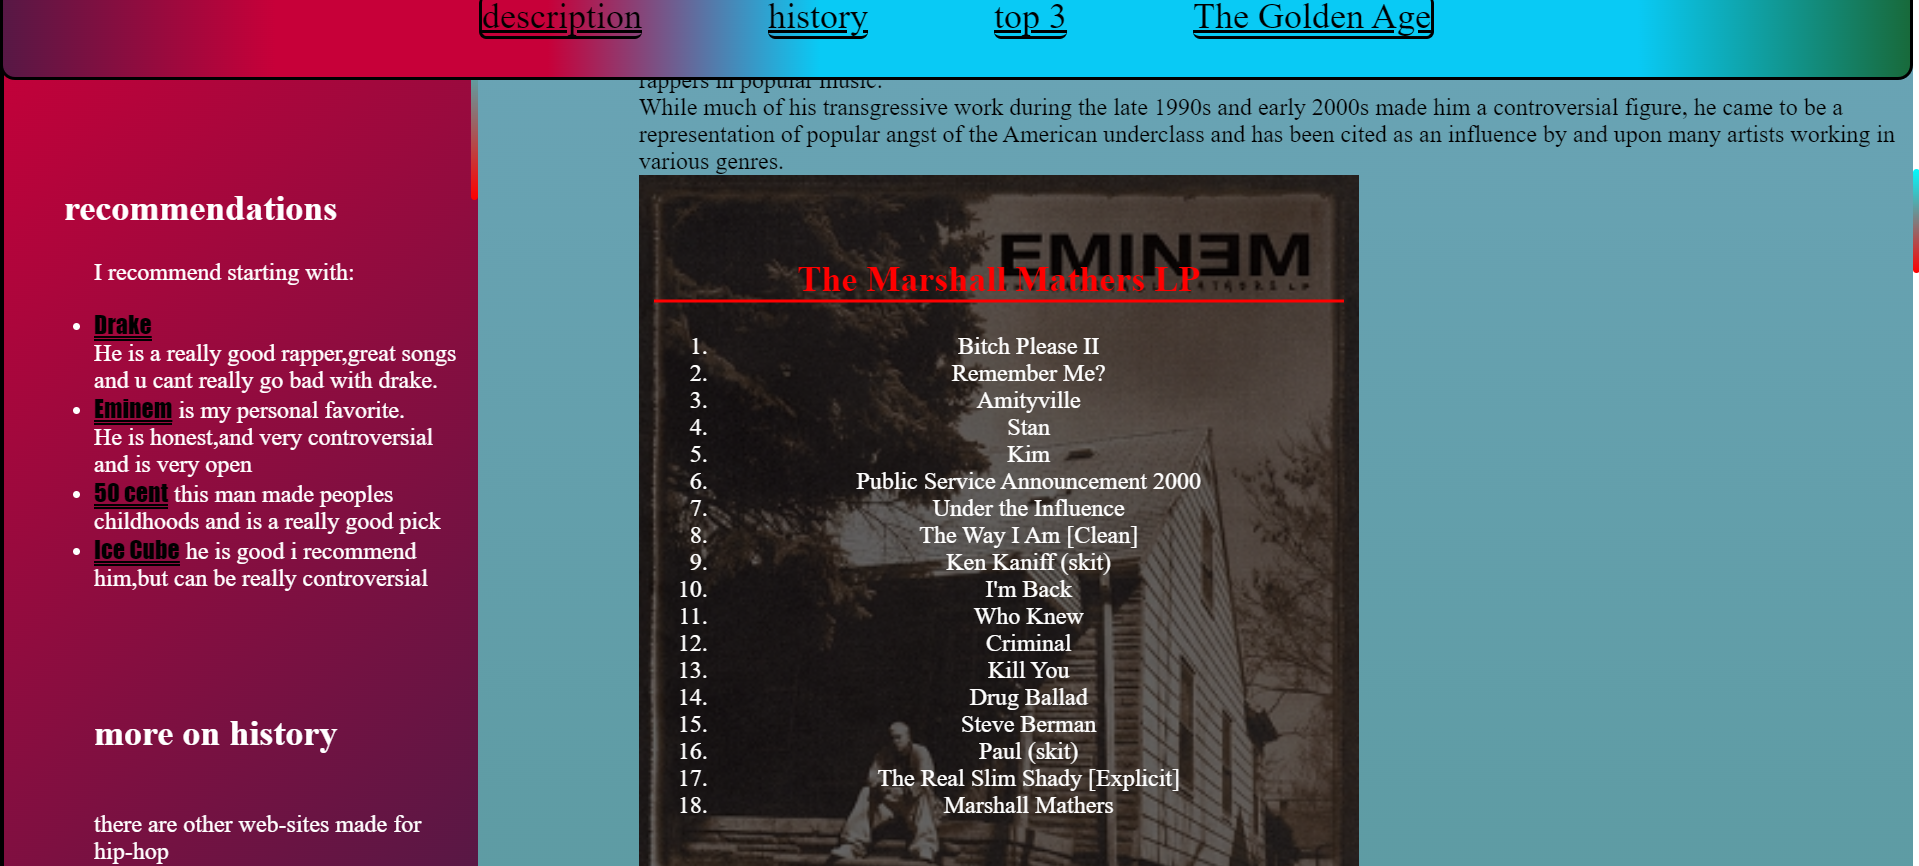 description history top 3 The Golden Age
rappers in popular music.
While much of his transgressive work during the late 1990s and early 2000s made him a controversial figure, he came to be a
representation of popular angst of the American underclass and has been cited as an influence by and upon many artists working in
various genres.
recommendations
I recommend starting with:
Drake
He is a really good rapper,great songs
and u cant really go bad with drake.
Eminem is my personal favorite.
He is honest,and very controversial
and is very open
50 cent this man made peoples
childhoods and is a really good pick
Ice Cube he is good i recommend
him,but can be really controversial
more on history
there are other web-sites made for
hip-hop
EMINEM
The Marshall Mathers LP
1. Bitch Please II
2. Remember Me?
3. Amityville
4. Stan
5. Kim
6. Public Service Announcement 2000
7. Under the Influence
8. The Way I Am [Clean]
9. Ken Kaniff (skit)
10. I'm Back
11. Who Knew
12. Criminal
13. Kill You
14. Drug Ballad
15. Steve Berman
16. Paul (skit)
17. The Real Slim Shady [Explicit]
18. Marshall Mathers